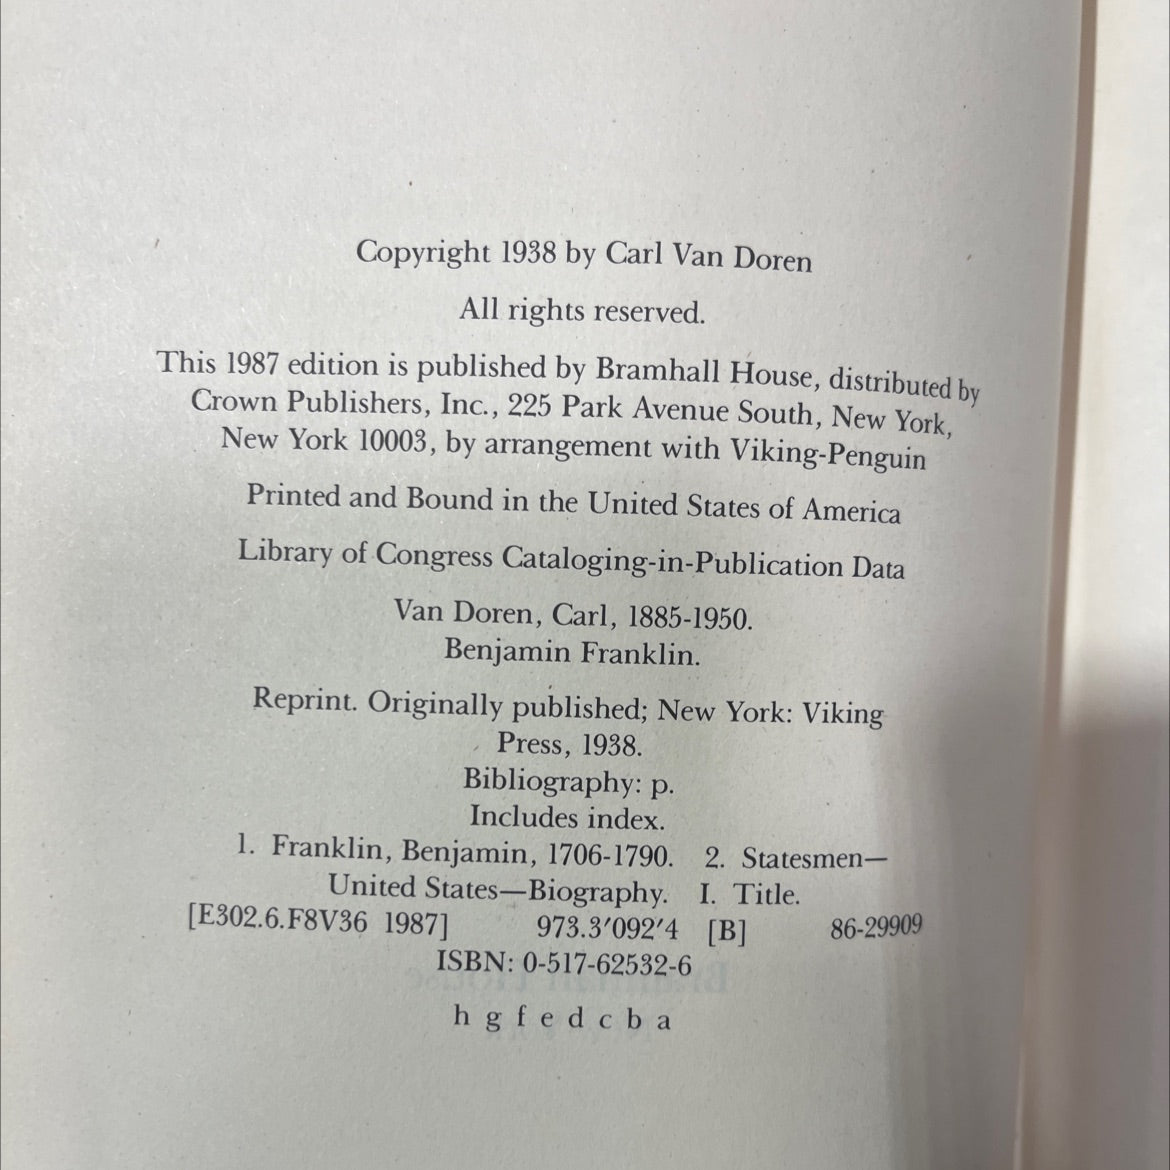 Copyright 1938 by Carl Van Doren
All rights reserved.
This 1987 edition is published by Bramhall House, distributed by
Crown Publishers, Inc., 225 Park Avenue South, New York,
New York 10003, by arrangement with Viking-Penguin
Printed and Bound in the United States of America
Library of Congress Cataloging-in-Publication Data
Van Doren, Carl, 1885-1950.
Benjamin Franklin.
Reprint. Originally published; New York: Viking
Press, 1938.
Bibliography: p.
Includes index.
1. Franklin, Benjamin, 1706-1790. 2. Statesmen—
United States—Biography. I. Title.
[E302.6.F8V36 1987] 973.3′092′4 [B] 86-29909
ISBN: 0-517-62532-6
h g f e d c b a